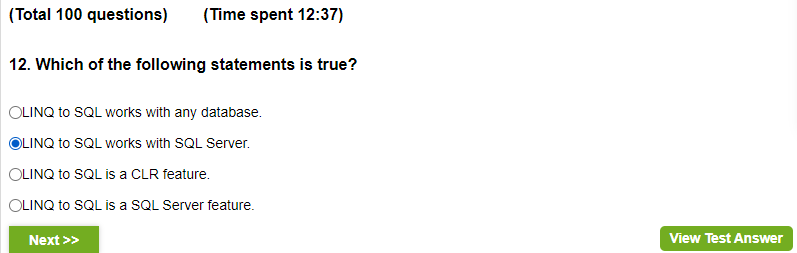 (Total 100 questions) (Time spent 12:37)
12. Which of the following statements is true?
LINQ to SQL works with any database.
LINQ to SQL works with SQL Server.
LINQ to SQL is a CLR feature.
LINQ to SQL is a SQL Server feature.
Next >> View Test Answer